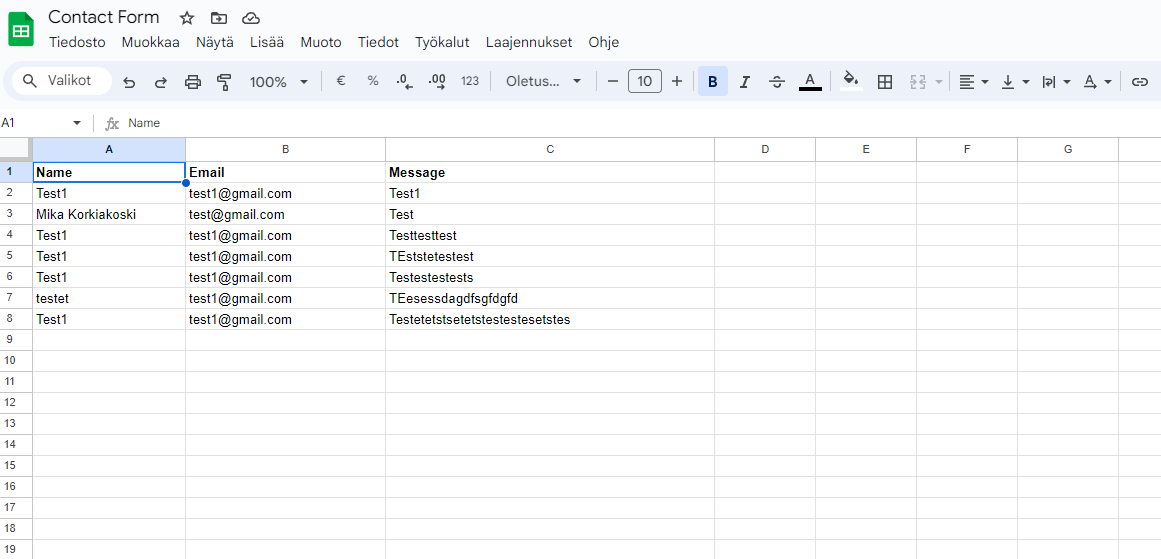 Contact Form
Tiedosto Muokkaa Näytä Lisää Muoto Tiedot Työkalut Laajennukset Ohje
Valikot 100% € % .0 .00 123 Oletus... 10 B I A A
A1 fx Name
A B C D E F G
1 Name Email Message
2 Test1 test1@gmail.com Test1
3 Mika Korkiakoski test@gmail.com Test
4 Test1 test1@gmail.com Testtesttest
5 Test1 test1@gmail.com TEststetestest
6 Test1 test1@gmail.com Testestestests
7 testet test1@gmail.com TEesessdagdfsgfdgfd
8 Test1 test1@gmail.com Testetetstsetetstestestesetstes
9
10
11
12
13
14
15
16
17
18
19